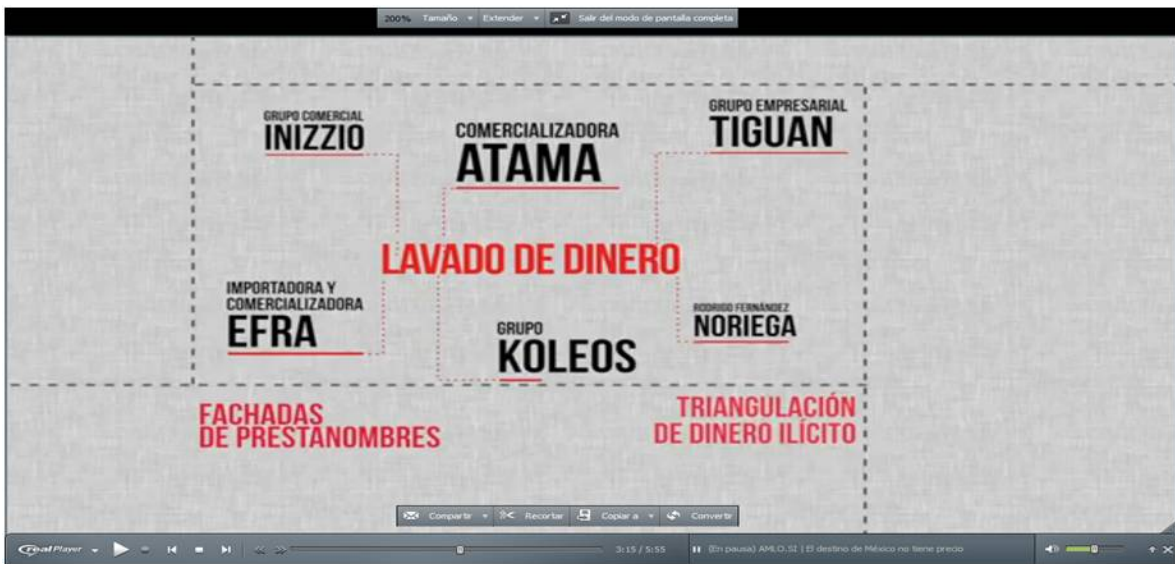 200% Tamaño Extender Salir del modo de pantalla completa
GRUPO COMERCIAL
INIZZIO
COMERCIALIZADORA
ATAMA
GRUPO EMPRESARIAL
TIGUAN
LAVADO DE DINERO
IMPORTADORA Y
COMERCIALIZADORA
EFRA
GRUPO
KOLEOS
RODRIGO FERNÁNDEZ
NORIEGA
FACHADAS
DE PRESTANOMBRES
TRIANGULACIÓN
DE DINERO ILÍCITO
Compartir Recortar Copiar a Convertir
realPlayer 3:15 / 5:55 (En pausa) AMLO.SI | El destino de México no tiene precio